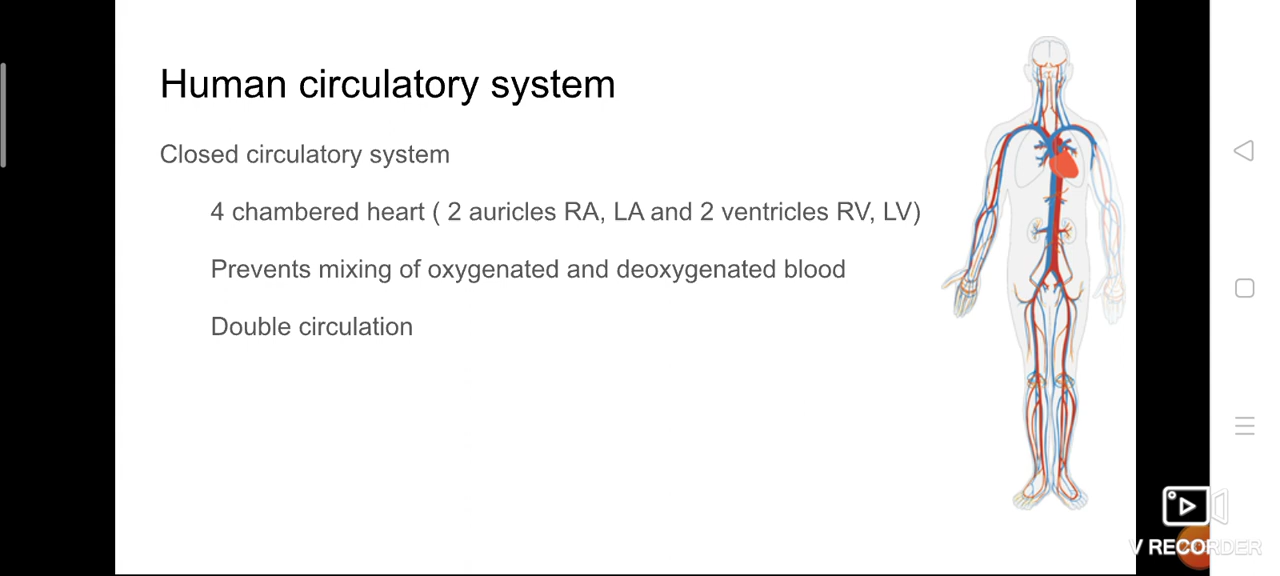 Human circulatory system
Closed circulatory system
4 chambered heart ( 2 auricles RA, LA and 2 ventricles RV, LV)
Prevents mixing of oxygenated and deoxygenated blood
Double circulation
V RECORDER